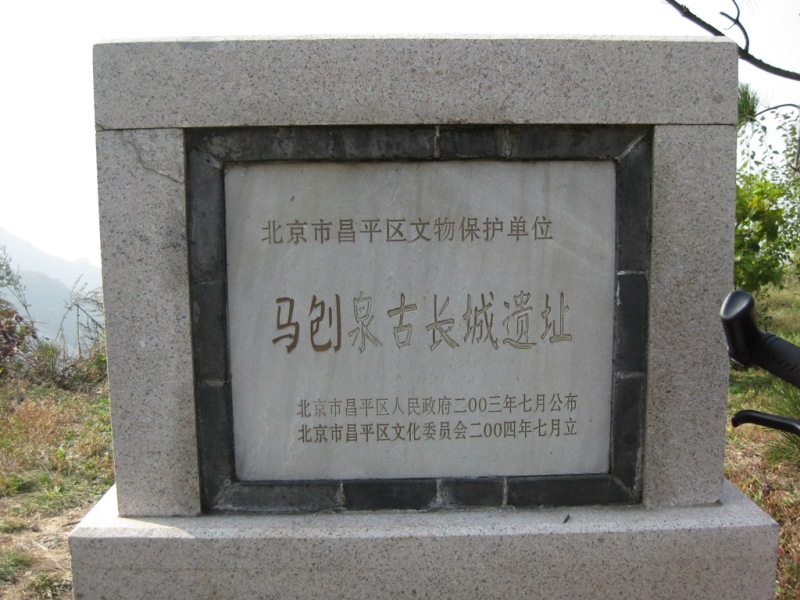 北京市昌平区文物保护单位
马刨泉古长城遗址
北京市昌平区人民政府二00三年七月公布
北京市昌平区文化委员会二00四年七月立